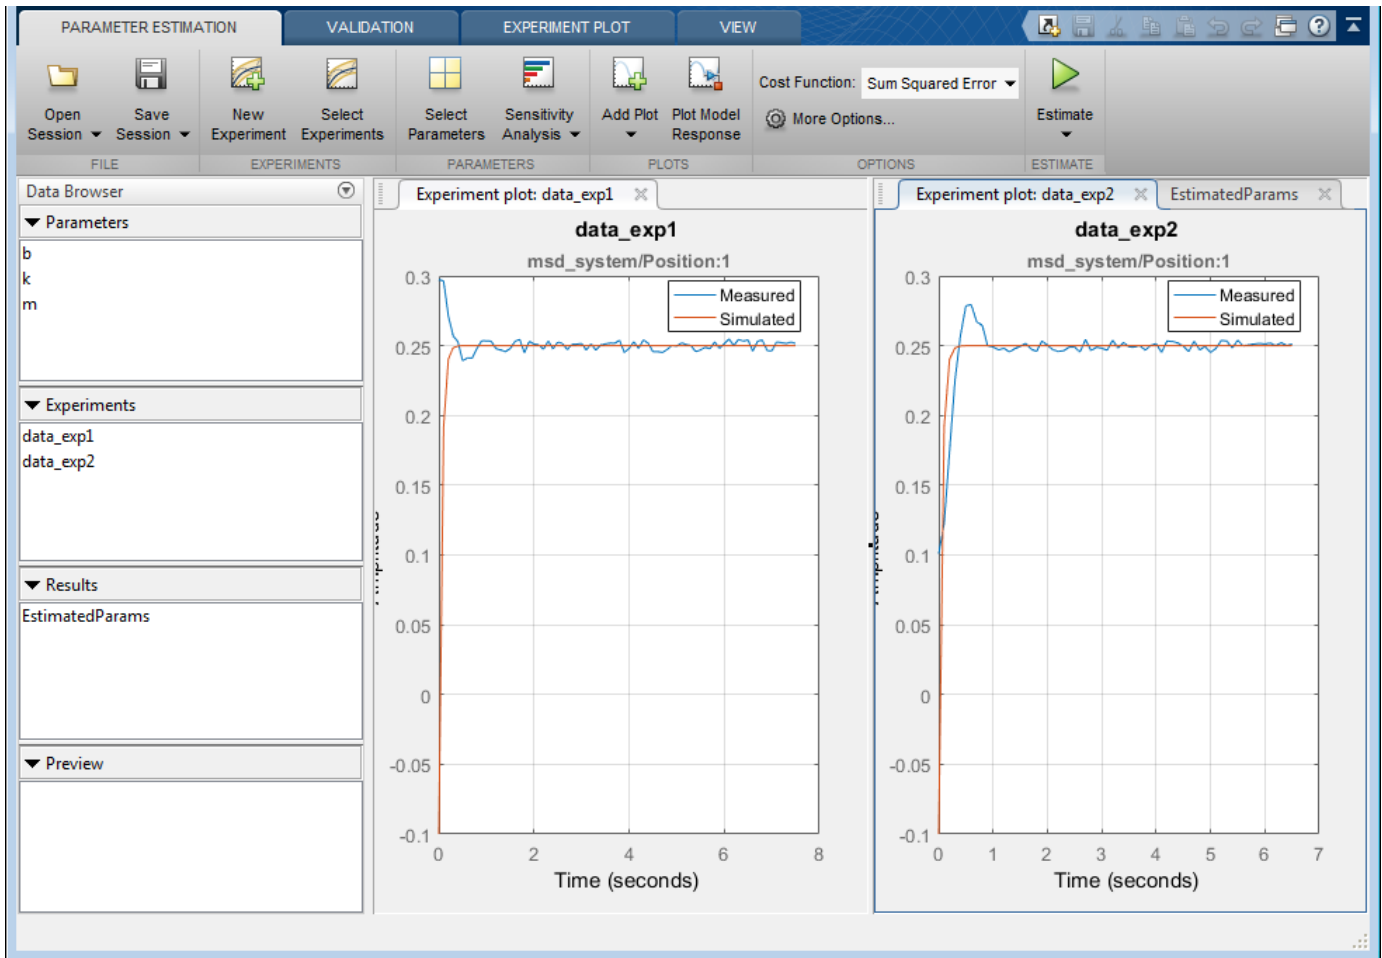 PARAMETER ESTIMATION VALIDATION EXPERIMENT PLOT VIEW
Open Session Save Session New Experiment Select Experiments Select Parameters Sensitivity Analysis Add Plot Plot Model Response Cost Function: Sum Squared Error Estimate
More Options...
FILE EXPERIMENTS PARAMETERS PLOTS OPTIONS ESTIMATE
Data Browser
Parameters
b
k
m
Experiments
data_exp1
data_exp2
Results
EstimatedParams
Preview
Experiment plot: data_exp1
data_exp1
msd_system/Position:1
Measured
Simulated
0.3
0.25
0.2
0.15
0.1
0.05
0
-0.05
-0.1
0 2 4 6 8
Time (seconds)
Experiment plot: data_exp2 EstimatedParams
data_exp2
msd_system/Position:1
Measured
Simulated
0.3
0.25
0.2
0.15
0.1
0.05
0
-0.05
-0.1
0 1 2 3 4 5 6 7
Time (seconds)